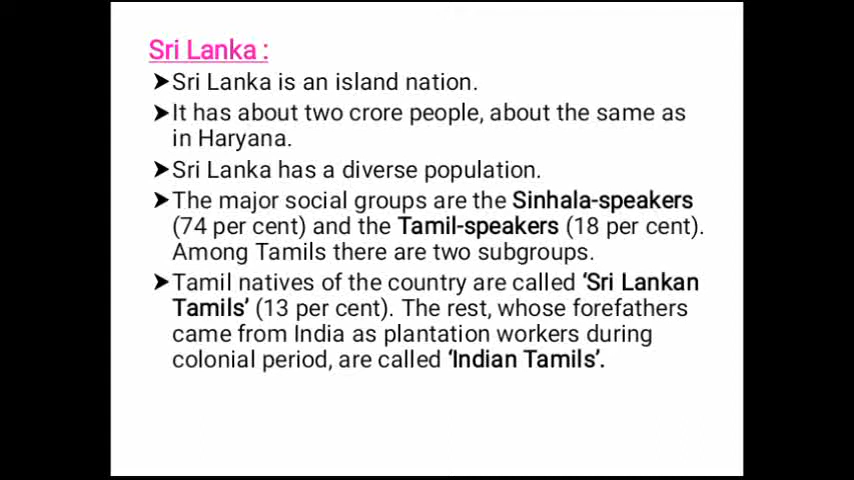 Sri Lanka :
➤Sri Lanka is an island nation.
➤It has about two crore people, about the same as
in Haryana.
➤Sri Lanka has a diverse population.
➤The major social groups are the Sinhala-speakers
(74 per cent) and the Tamil-speakers (18 per cent).
Among Tamils there are two subgroups.
➤Tamil natives of the country are called ‘Sri Lankan
Tamils’ (13 per cent). The rest, whose forefathers
came from India as plantation workers during
colonial period, are called ‘Indian Tamils’.